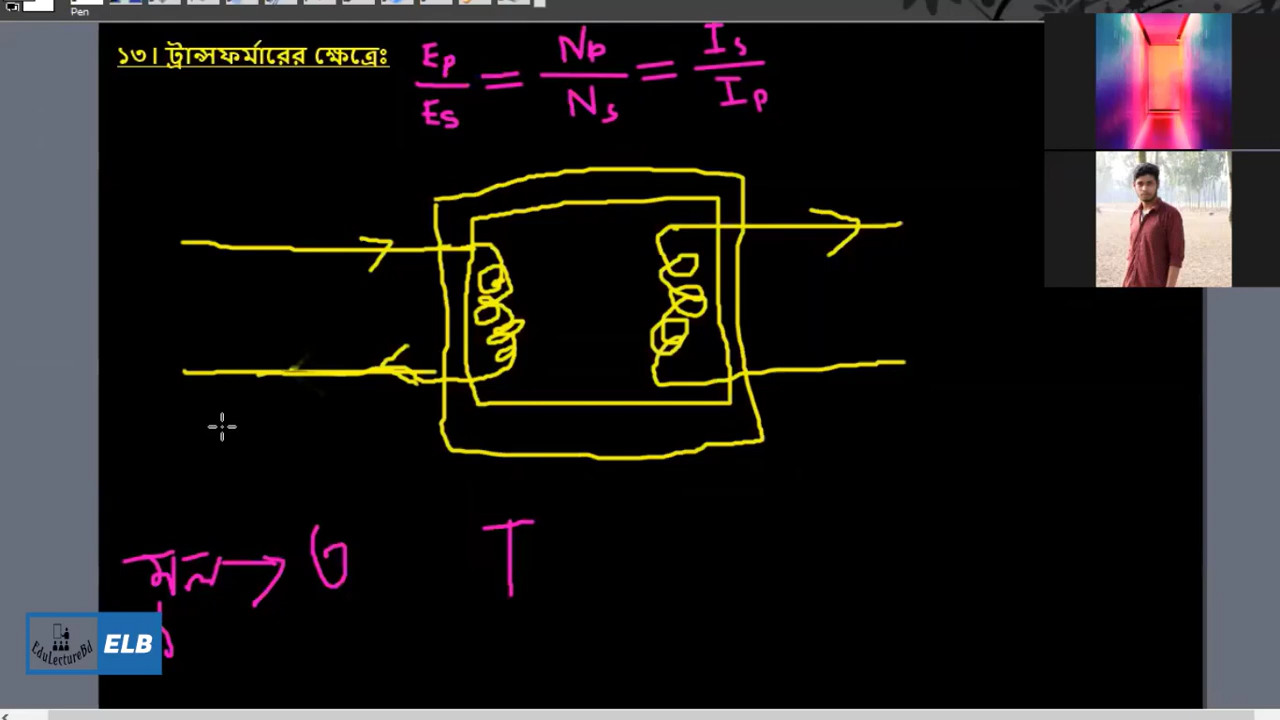 Pen
১৩। ট্রান্সফর্মারের ক্ষেত্রেঃ
Ep/Es = Np/Ns = Is/Ip
T
EduLectureBd
ELB